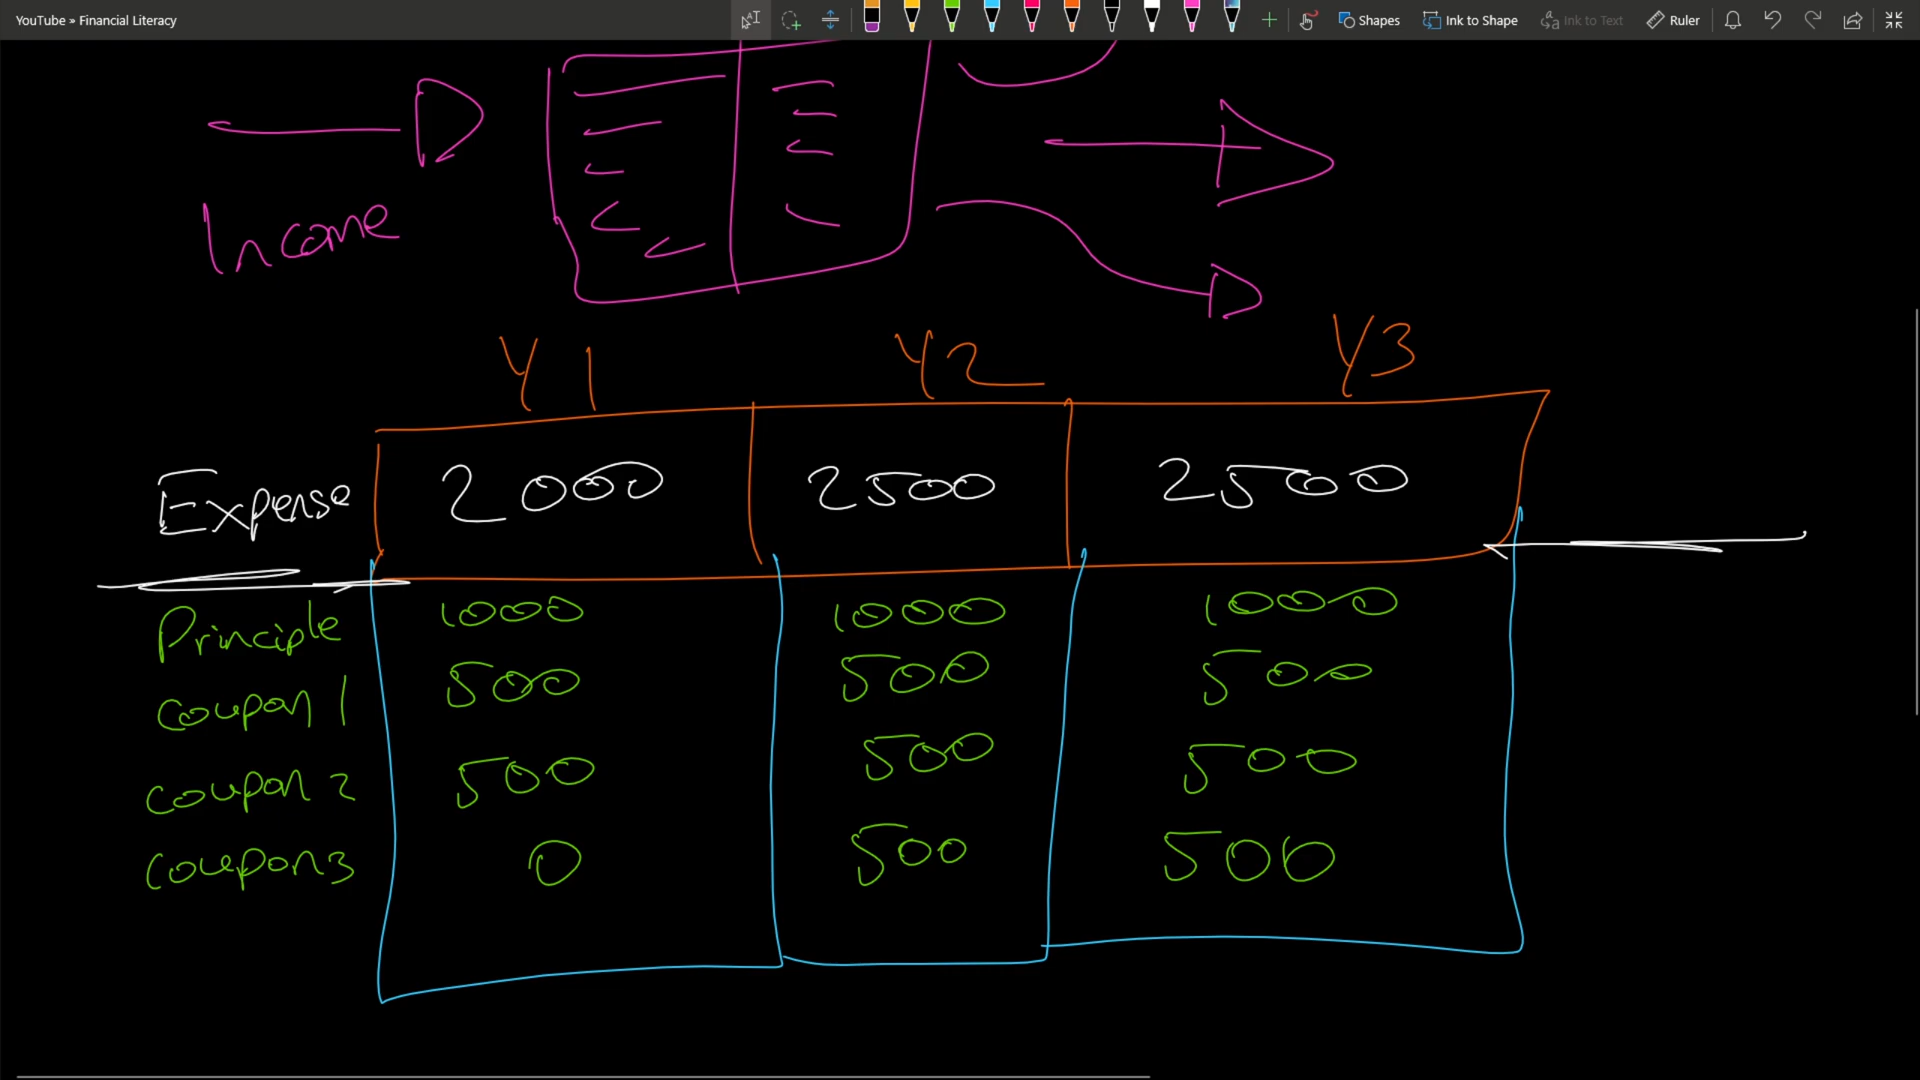 YouTube » Financial Literacy
Shapes Ink to Shape Ink to Text Ruler
Income
Y1 Y2 Y3
Expense 2000 2500 2500
Principle 1000 1000 1000
Coupon 1 500 500 500
Coupon 2 500 500 500
Coupon 3 0 500 500